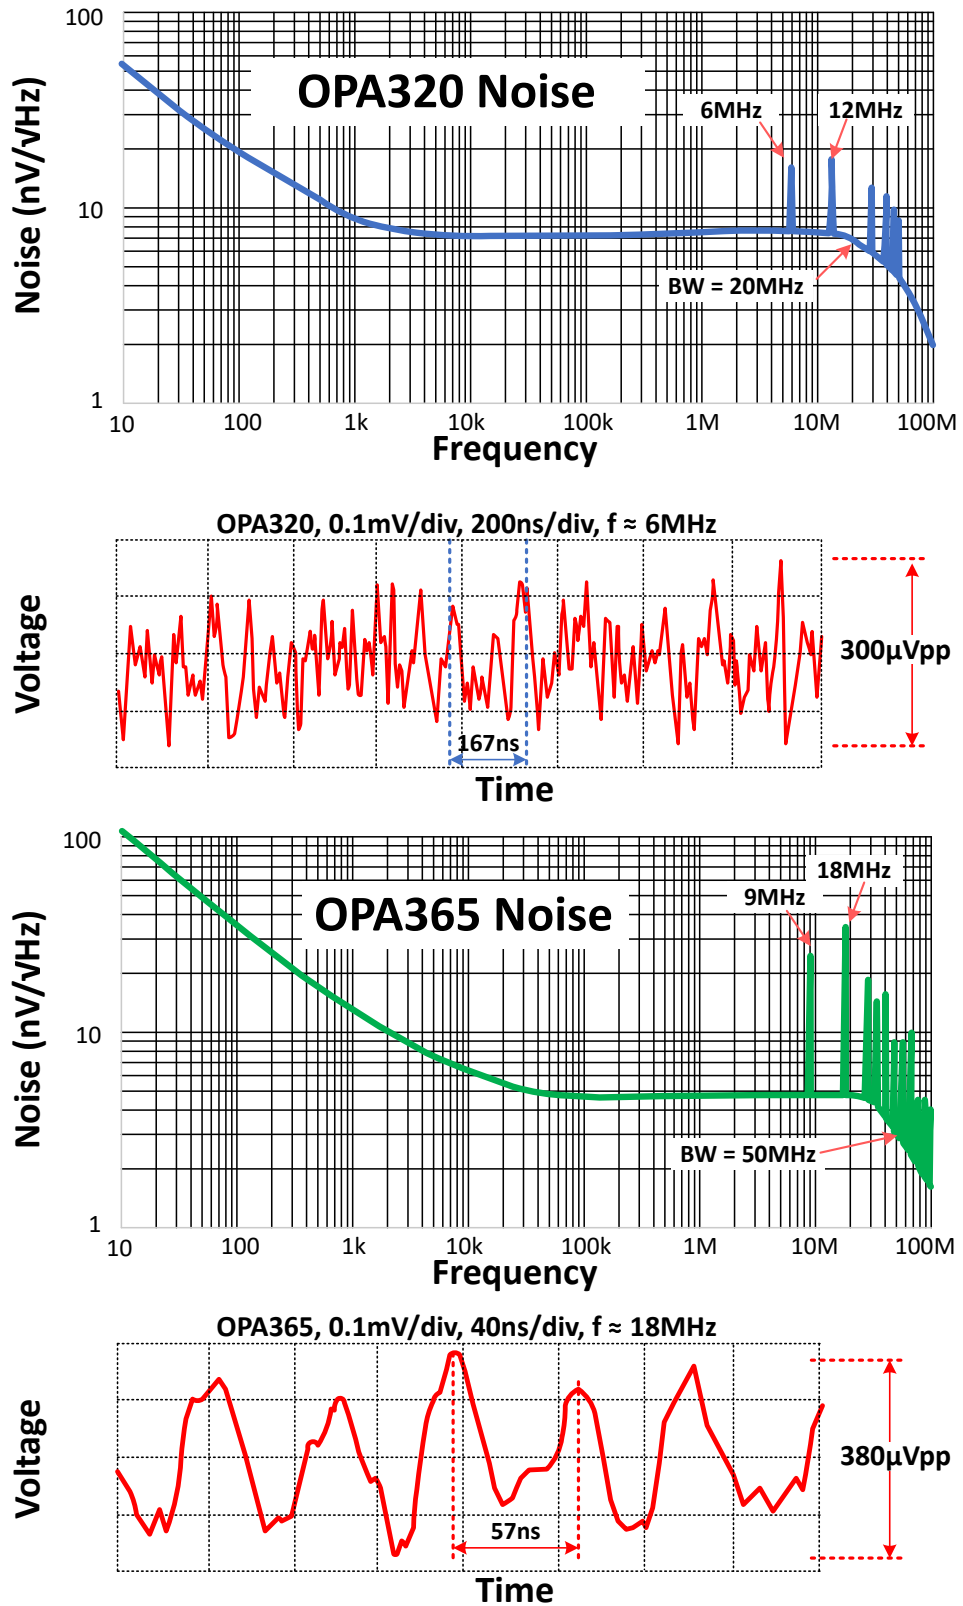 100
OPA320 Noise
6MHz
12MHz
Noise (nV/√Hz)
10
BW = 20MHz
1
10
100
1k
10k
100k
1M
10M
100M
Frequency
OPA320, 0.1mV/div, 200ns/div, f ≈ 6MHz
Voltage
300µVpp
167ns
Time
100
18MHz
9MHz
OPA365 Noise
Noise (nV/√Hz)
10
BW = 50MHz
1
10
100
1k
10k
100k
1M
10M
100M
Frequency
OPA365, 0.1mV/div, 40ns/div, f ≈ 18MHz
Voltage
380µVpp
57ns
Time